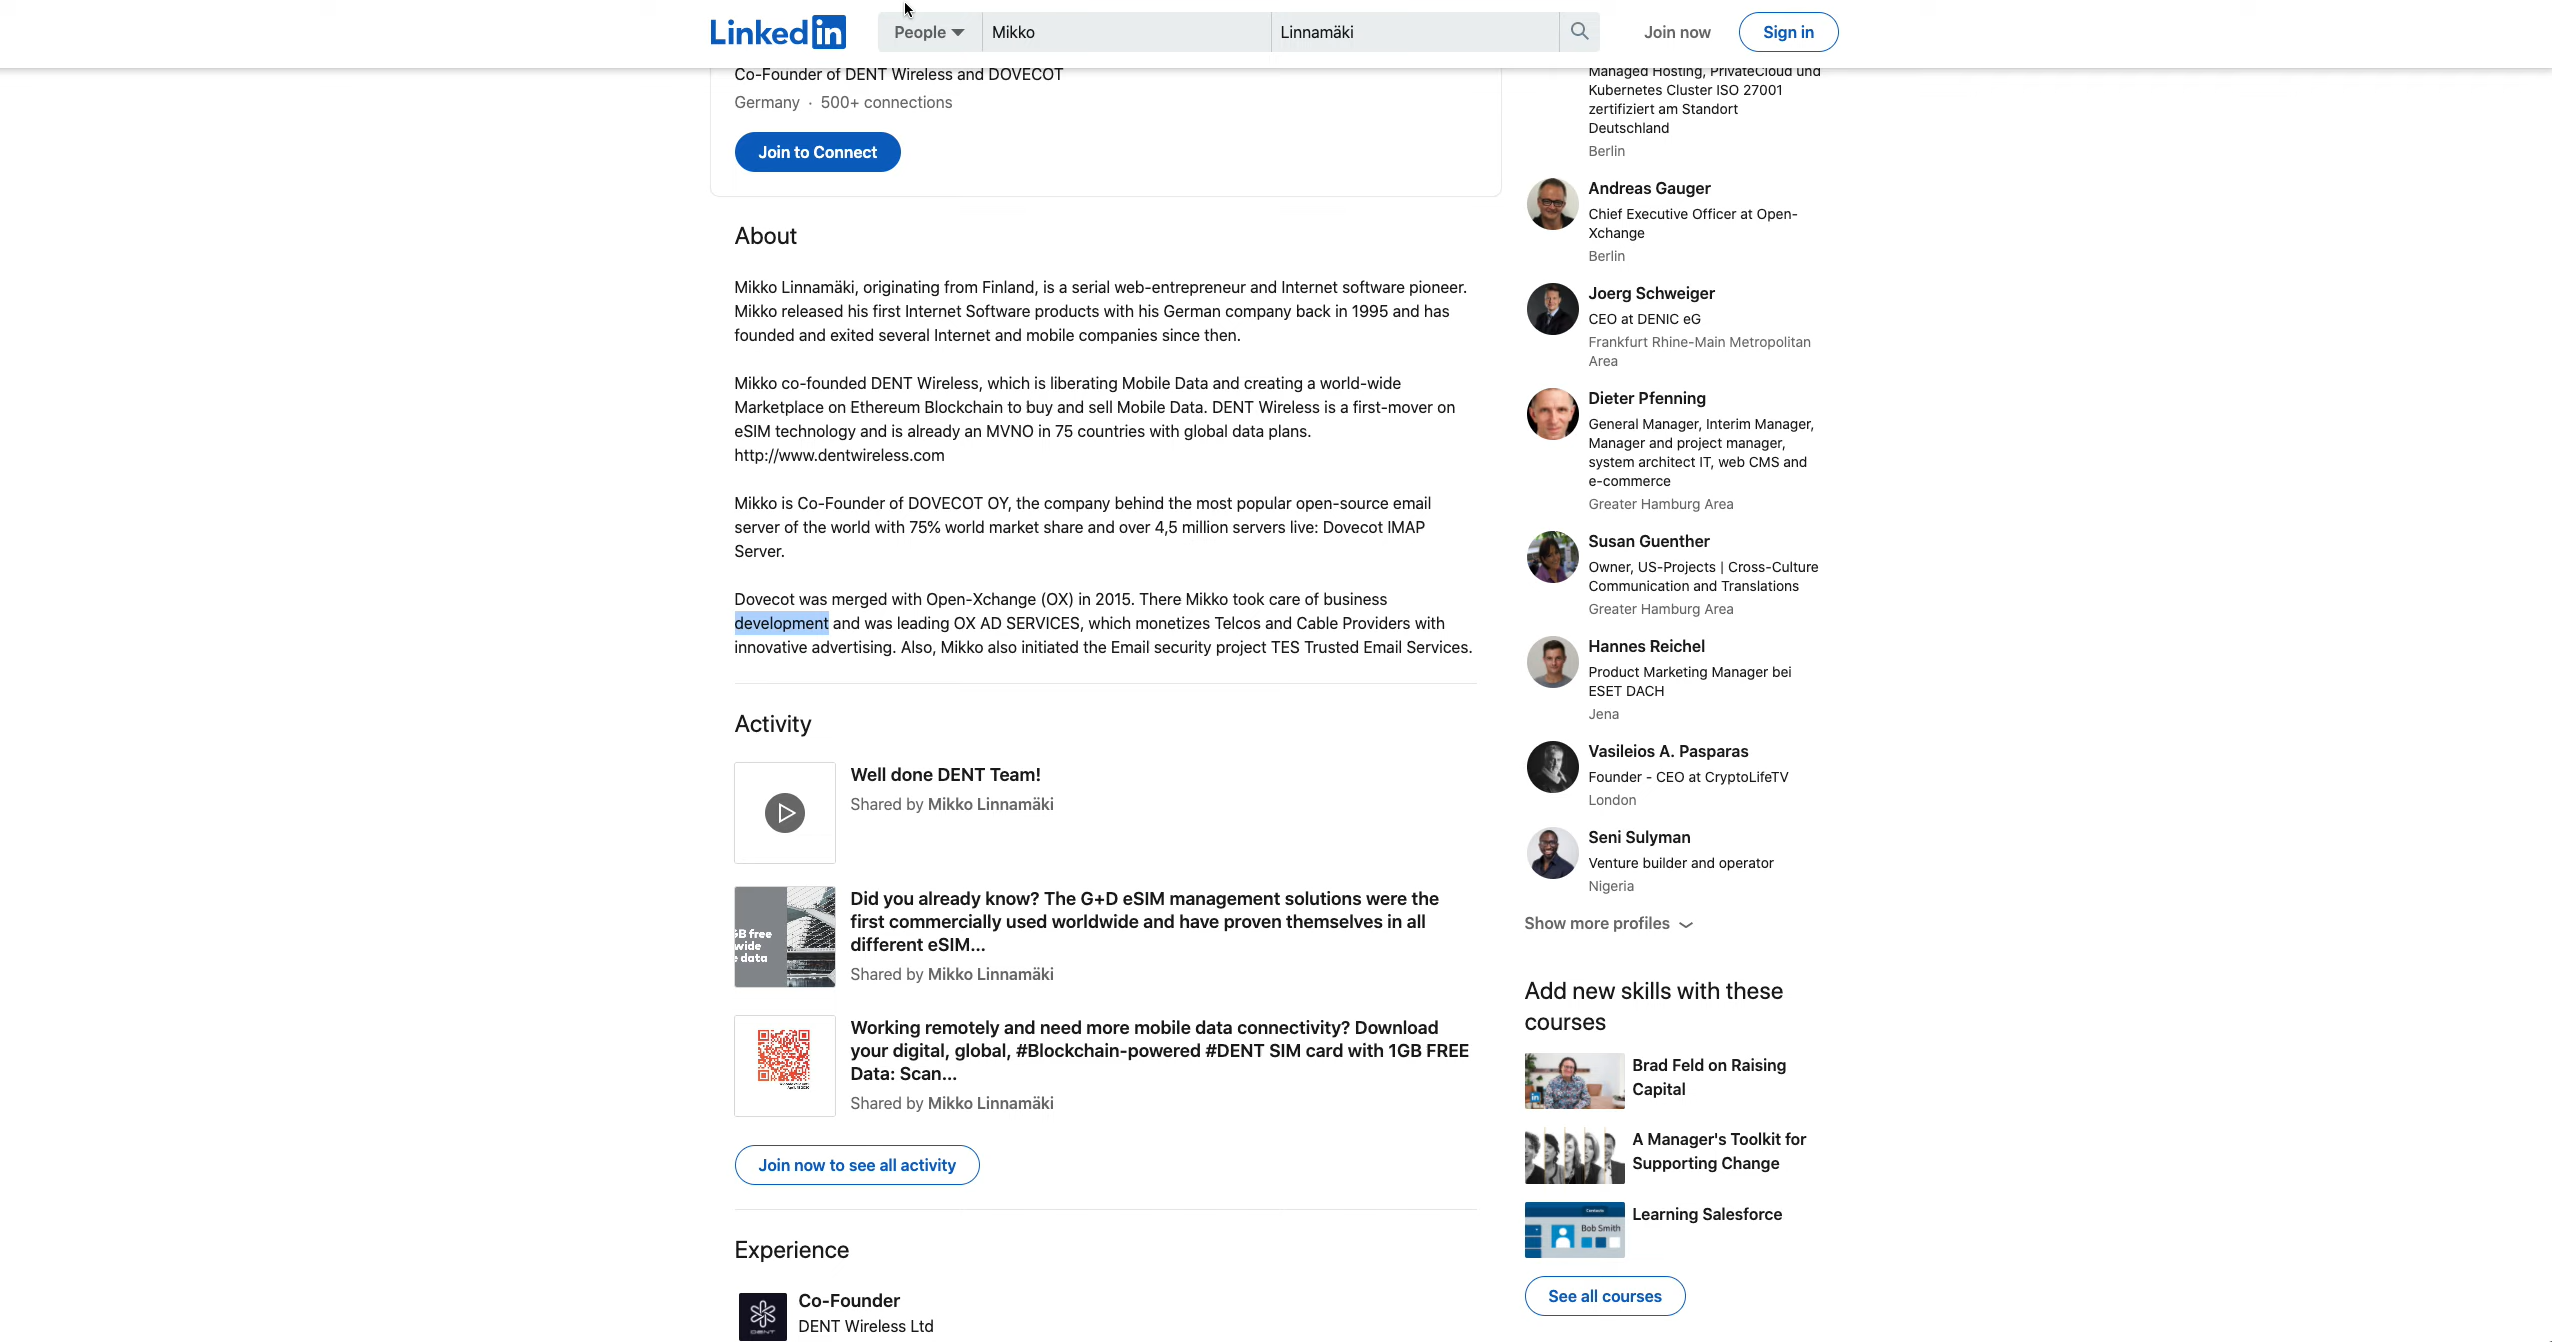 LinkedIn
People
Mikko
Linnamäki
Join now
Sign in
Co-Founder of DENT Wireless and DOVECOT
Germany · 500+ connections
Join to Connect
About
Mikko Linnamäki, originating from Finland, is a serial web-entrepreneur and Internet software pioneer.
Mikko released his first Internet Software products with his German company back in 1995 and has
founded and exited several Internet and mobile companies since then.
Mikko co-founded DENT Wireless, which is liberating Mobile Data and creating a world-wide
Marketplace on Ethereum Blockchain to buy and sell Mobile Data. DENT Wireless is a first-mover on
eSIM technology and is already an MVNO in 75 countries with global data plans.
http://www.dentwireless.com
Mikko is Co-Founder of DOVECOT OY, the company behind the most popular open-source email
server of the world with 75% world market share and over 4,5 million servers live: Dovecot IMAP
Server.
Dovecot was merged with Open-Xchange (OX) in 2015. There Mikko took care of business
development and was leading OX AD SERVICES, which monetizes Telcos and Cable Providers with
innovative advertising. Also, Mikko also initiated the Email security project TES Trusted Email Services.
Activity
Well done DENT Team!
Shared by Mikko Linnamäki
GB free
wide
e data
Did you already know? The G+D eSIM management solutions were the
first commercially used worldwide and have proven themselves in all
different eSIM...
Shared by Mikko Linnamäki
Working remotely and need more mobile data connectivity? Download
your digital, global, #Blockchain-powered #DENT SIM card with 1GB FREE
Data: Scan...
Shared by Mikko Linnamäki
Join now to see all activity
Experience
DENT
Co-Founder
DENT Wireless Ltd
Managed Hosting, PrivateCloud und
Kubernetes Cluster ISO 27001
zertifiziert am Standort
Deutschland
Berlin
Andreas Gauger
Chief Executive Officer at Open-
Xchange
Berlin
Joerg Schweiger
CEO at DENIC eG
Frankfurt Rhine-Main Metropolitan
Area
Dieter Pfenning
General Manager, Interim Manager,
Manager and project manager,
system architect IT, web CMS and
e-commerce
Greater Hamburg Area
Susan Guenther
Owner, US-Projects | Cross-Culture
Communication and Translations
Greater Hamburg Area
Hannes Reichel
Product Marketing Manager bei
ESET DACH
Jena
Vasileios A. Pasparas
Founder - CEO at CryptoLifeTV
London
Seni Sulyman
Venture builder and operator
Nigeria
Show more profiles
Add new skills with these
courses
in
Brad Feld on Raising
Capital
A Manager's Toolkit for
Supporting Change
Contacts
Bob Smith
Learning Salesforce
See all courses